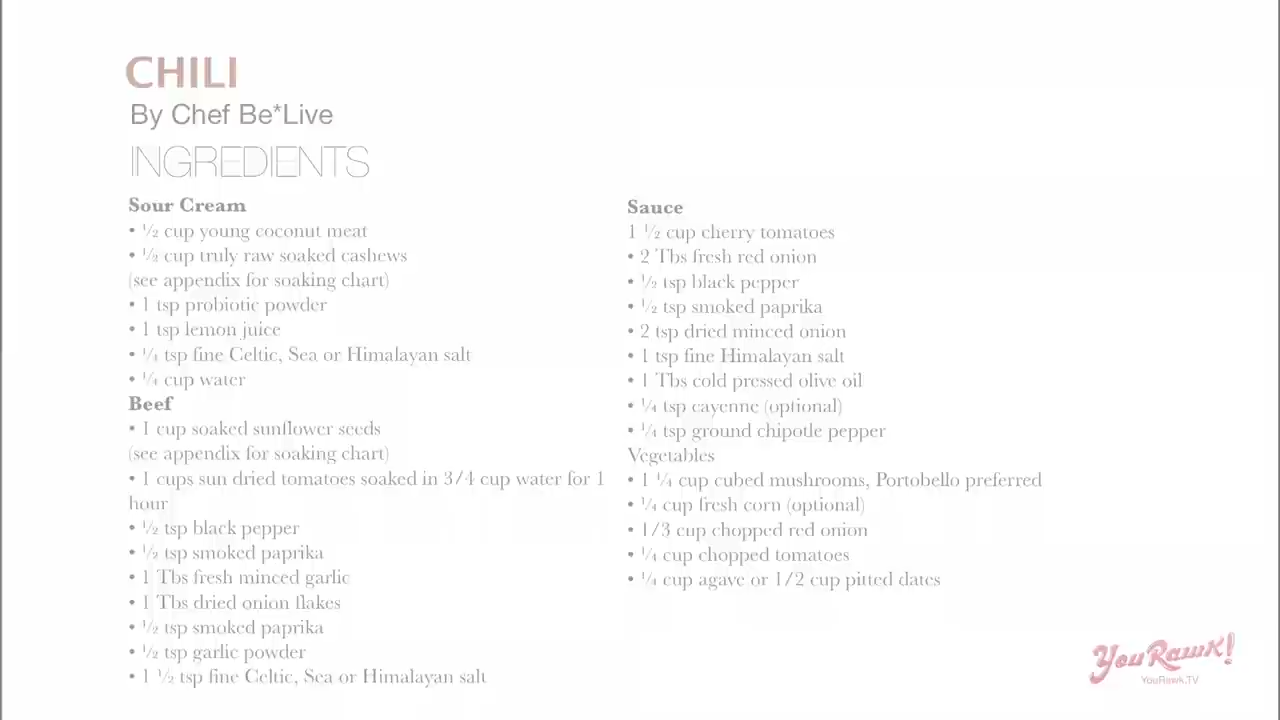 CHILI
By Chef Be*Live
INGREDIENTS
Sour Cream
• ½ cup young coconut meat
• ½ cup truly raw soaked cashews
(see appendix for soaking chart)
• 1 tsp probiotic powder
• 1 tsp lemon juice
• ¼ tsp fine Celtic, Sea or Himalayan salt
• ¼ cup water
Beef
• 1 cup soaked sunflower seeds
(see appendix for soaking chart)
• 1 cups sun dried tomatoes soaked in 3/4 cup water for 1
hour
• ½ tsp black pepper
• ½ tsp smoked paprika
• 1 Tbs fresh minced garlic
• 1 Tbs dried onion flakes
• ½ tsp smoked paprika
• ½ tsp garlic powder
• 1 ½ tsp fine Celtic, Sea or Himalayan salt
Sauce
1 ½ cup cherry tomatoes
• 2 Tbs fresh red onion
• ½ tsp black pepper
• ½ tsp smoked paprika
• 2 tsp dried minced onion
• 1 tsp fine Himalayan salt
• 1 Tbs cold pressed olive oil
• ¼ tsp cayenne (optional)
• ¼ tsp ground chipotle pepper
Vegetables
• 1 ¼ cup cubed mushrooms, Portobello preferred
• ¼ cup fresh corn (optional)
• 1/3 cup chopped red onion
• ¼ cup chopped tomatoes
• ¼ cup agave or 1/2 cup pitted dates
YouRawk!
YouRawk.TV